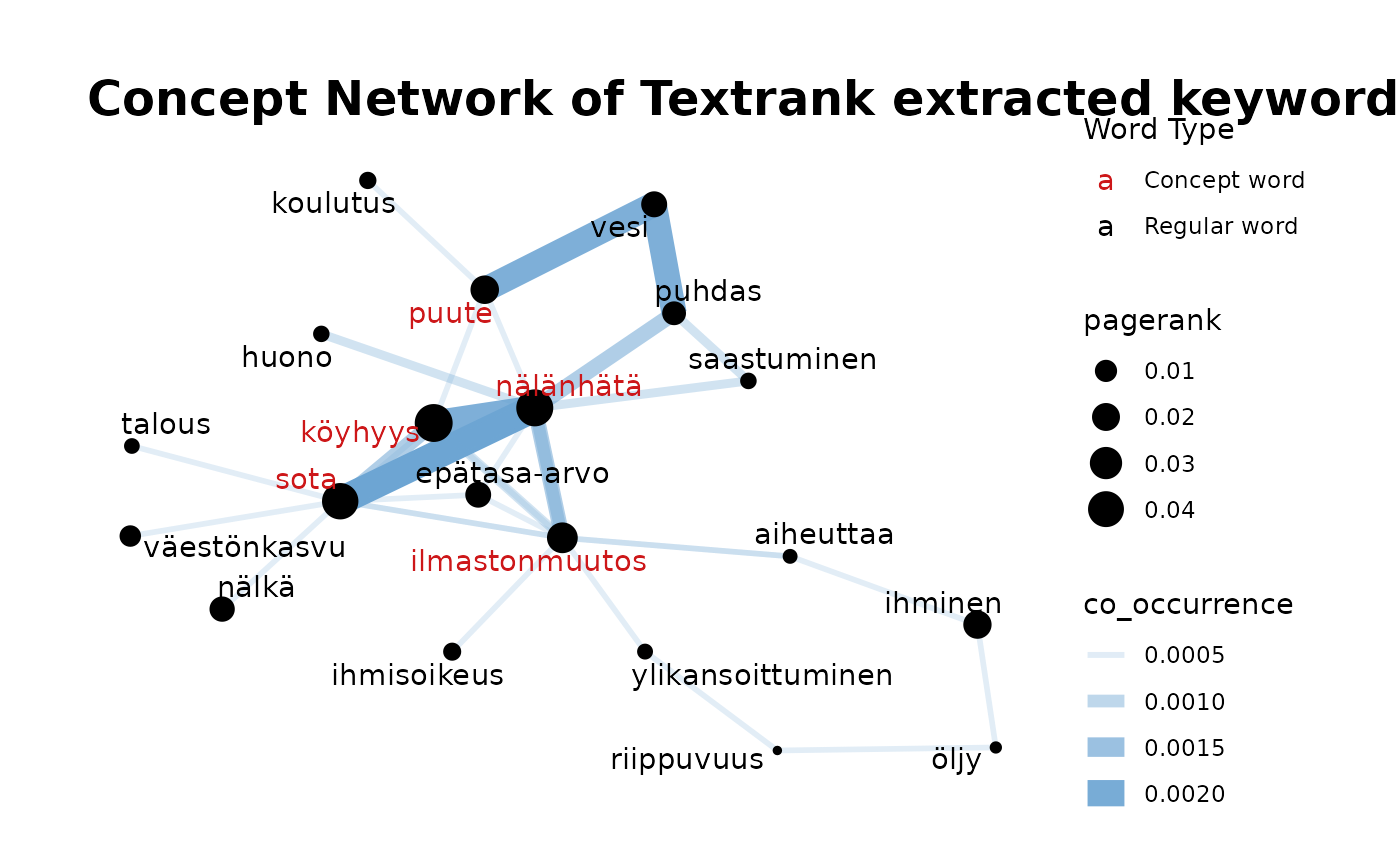 Concept Network of Textrank extracted keyword
Word Type
a Concept word
a Regular word
pagerank
0.01
0.02
0.03
0.04
co_occurrence
0.0005
0.0010
0.0015
0.0020
koulutus
vesi
puhdas
puute
huono
saastuminen
nälänhätä
talous
köyhyys
sota
epätasa-arvo
aiheuttaa
väestönkasvu
ilmastonmuutos
nälkä
ihminen
ihmisoikeus
ylikansoittuminen
riippuvuus
öljy